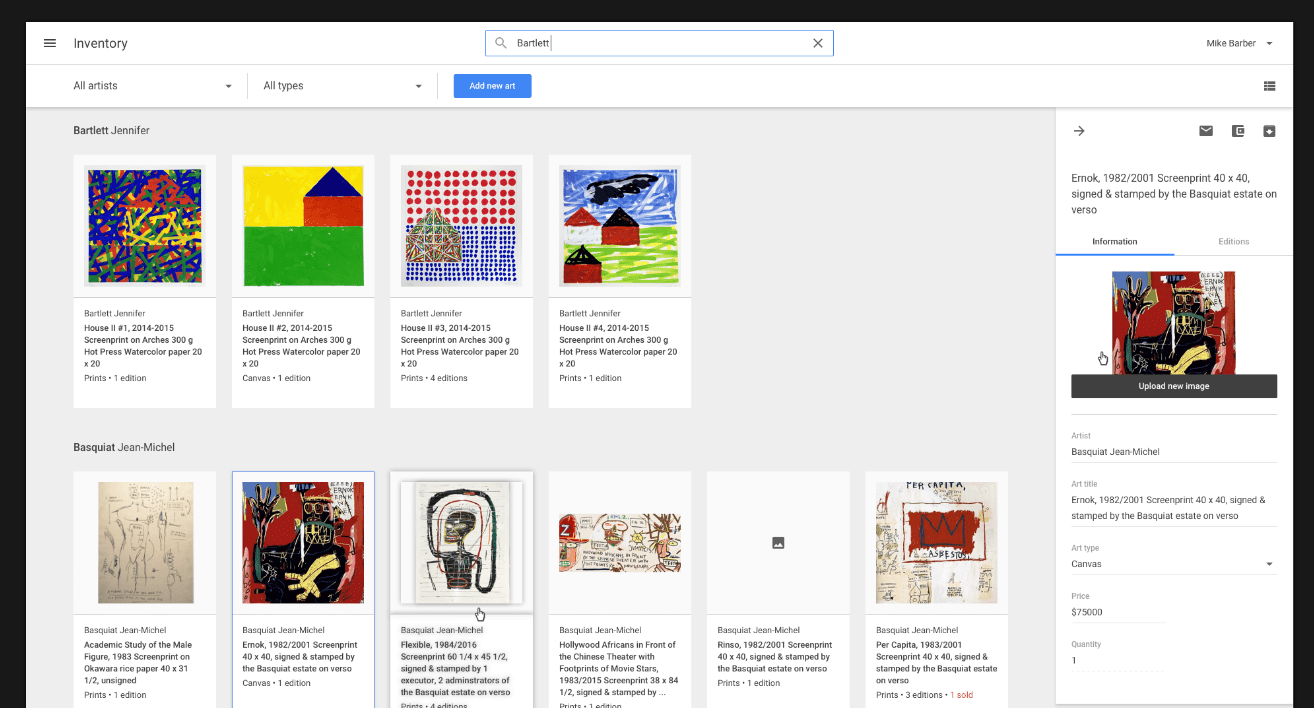 Inventory
Bartlett
Mike Barber
All artists
All types
Add new art
Bartlett Jennifer
Bartlett Jennifer
House II #1, 2014-2015
Screenprint on Arches 300 g
Hot Press Watercolor paper 20
x 20
Prints • 1 edition
Bartlett Jennifer
House II #2, 2014-2015
Screenprint on Arches 300 g
Hot Press Watercolor paper 20
x 20
Canvas • 1 edition
Bartlett Jennifer
House II #3, 2014-2015
Screenprint on Arches 300 g
Hot Press Watercolor paper 20
x 20
Prints • 4 editions
Bartlett Jennifer
House II #4, 2014-2015
Screenprint on Arches 300 g
Hot Press Watercolor paper 20
x 20
Prints • 1 edition
Basquiat Jean-Michel
Basquiat Jean-Michel
Academic Study of the Male
Figure, 1983 Screenprint on
Okawara rice paper 40 x 31
1/2, unsigned
Prints • 1 edition
Basquiat Jean-Michel
Ernok, 1982/2001 Screenprint
40 x 40, signed & stamped by
the Basquiat estate on verso
Canvas • 1 edition
Basquiat Jean-Michel
Flexible, 1984/2016
Screenprint 60 1/4 x 45 1/2,
signed & stamped by 1
executor, 2 adminstrators of
the Basquiat estate on verso
Prints • 4 editions
Basquiat Jean-Michel
Hollywood Africans in Front of
the Chinese Theater with
Footprints of Movie Stars,
1983/2015 Screenprint 38 x 84
1/2, signed & stamped by ...
Prints • 1 edition
Basquiat Jean-Michel
Rinso, 1982/2001 Screenprint
40 x 40, signed & stamped by
the Basquiat estate on verso
Prints • 1 edition
PER CAPITA,
ASBESTOS
Basquiat Jean-Michel
Per Capita, 1983/2001
Screenprint 40 x 40, signed &
stamped by the Basquiat estate
on verso
Prints • 3 editions • 1 sold
Ernok, 1982/2001 Screenprint 40 x 40,
signed & stamped by the Basquiat estate on
verso
Information
Editions
Upload new image
Artist
Basquiat Jean-Michel
Art title
Ernok, 1982/2001 Screenprint 40 x 40, signed &
stamped by the Basquiat estate on verso
Art type
Canvas
Price
$75000
Quantity
1